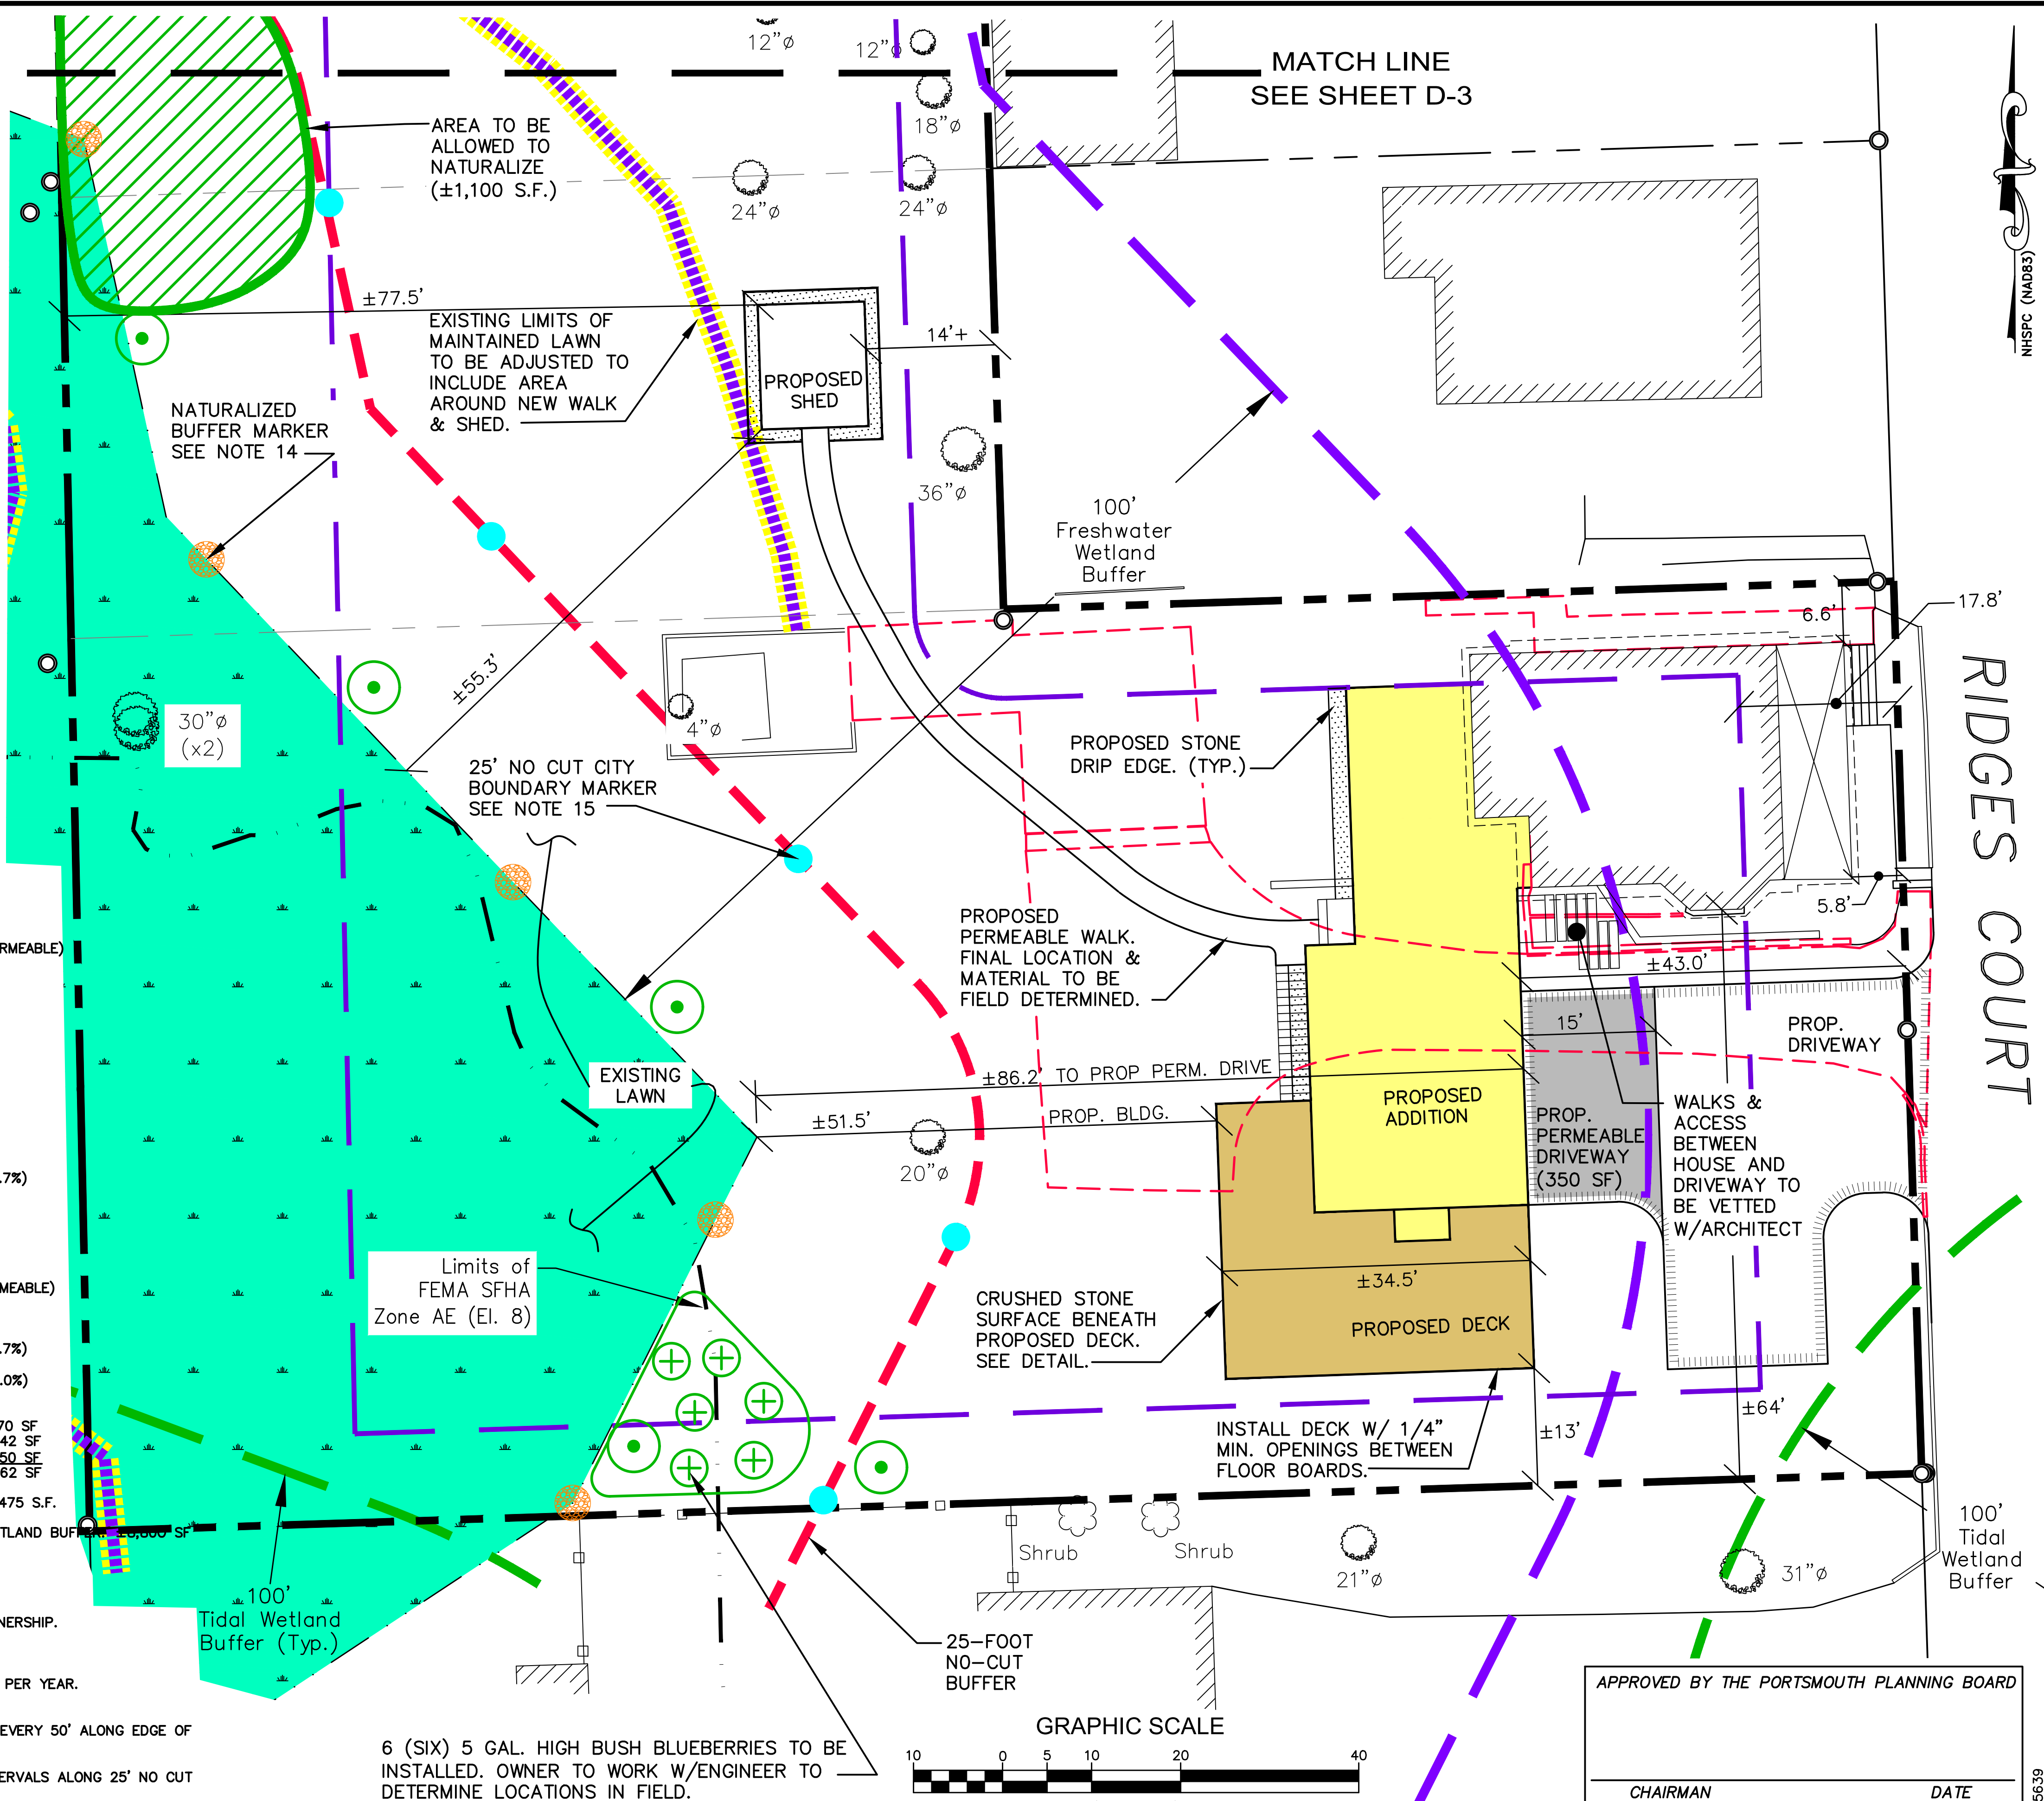 MATCH LINE
SEE SHEET D-3
12"ø
12"ø
18"ø
24"ø
24"ø
36"ø
NHSPC (NAD83)
AREA TO BE
ALLOWED TO
NATURALIZE
(±1,100 S.F.)
±77.5'
EXISTING LIMITS OF
MAINTAINED LAWN
TO BE ADJUSTED TO
INCLUDE AREA
AROUND NEW WALK
& SHED.
14'+
PROPOSED
SHED
NATURALIZED
BUFFER MARKER
SEE NOTE 14
100'
Freshwater
Wetland
Buffer
17.8'
6.6'
RIDGES COURT
±55.3'
30"ø
(x2)
4"ø
25' NO CUT CITY
BOUNDARY MARKER
SEE NOTE 15
PROPOSED STONE
DRIP EDGE. (TYP.)
5.8'
PROPOSED
PERMEABLE WALK.
FINAL LOCATION &
MATERIAL TO BE
FIELD DETERMINED.
±43.0'
15'
PROP.
DRIVEWAY
EXISTING
LAWN
±86.2' TO PROP PERM. DRIVE
±51.5'
PROP. BLDG.
20"ø
PROPOSED
ADDITION
PROP.
PERMEABLE
DRIVEWAY
(350 SF)
WALKS &
ACCESS
BETWEEN
HOUSE AND
DRIVEWAY TO
BE VETTED
W/ARCHITECT
Limits of
FEMA SFHA
Zone AE (El. 8)
±34.5'
CRUSHED STONE
SURFACE BENEATH
PROPOSED DECK.
SEE DETAIL.
PROPOSED DECK
INSTALL DECK W/ 1/4"
MIN. OPENINGS BETWEEN
FLOOR BOARDS.
±13'
±64'
Shrub
Shrub
21"ø
31"ø
100'
Tidal
Wetland
Buffer
100'
Tidal Wetland
Buffer (Typ.)
25-FOOT
NO-CUT
BUFFER
6 (SIX) 5 GAL. HIGH BUSH BLUEBERRIES TO BE
INSTALLED. OWNER TO WORK W/ENGINEER TO
DETERMINE LOCATIONS IN FIELD.
GRAPHIC SCALE
10 0 5 10 20 40
APPROVED BY THE PORTSMOUTH PLANNING BOARD
CHAIRMAN DATE
5639
RMEABLE)
.7%)
MEABLE)
.7%)
.0%)
70 SF
42 SF
50 SF
62 SF
475 S.F.
TLAND BUFFER:
NERSHIP.
PER YEAR.
EVERY 50' ALONG EDGE OF
ERVALS ALONG 25' NO CUT